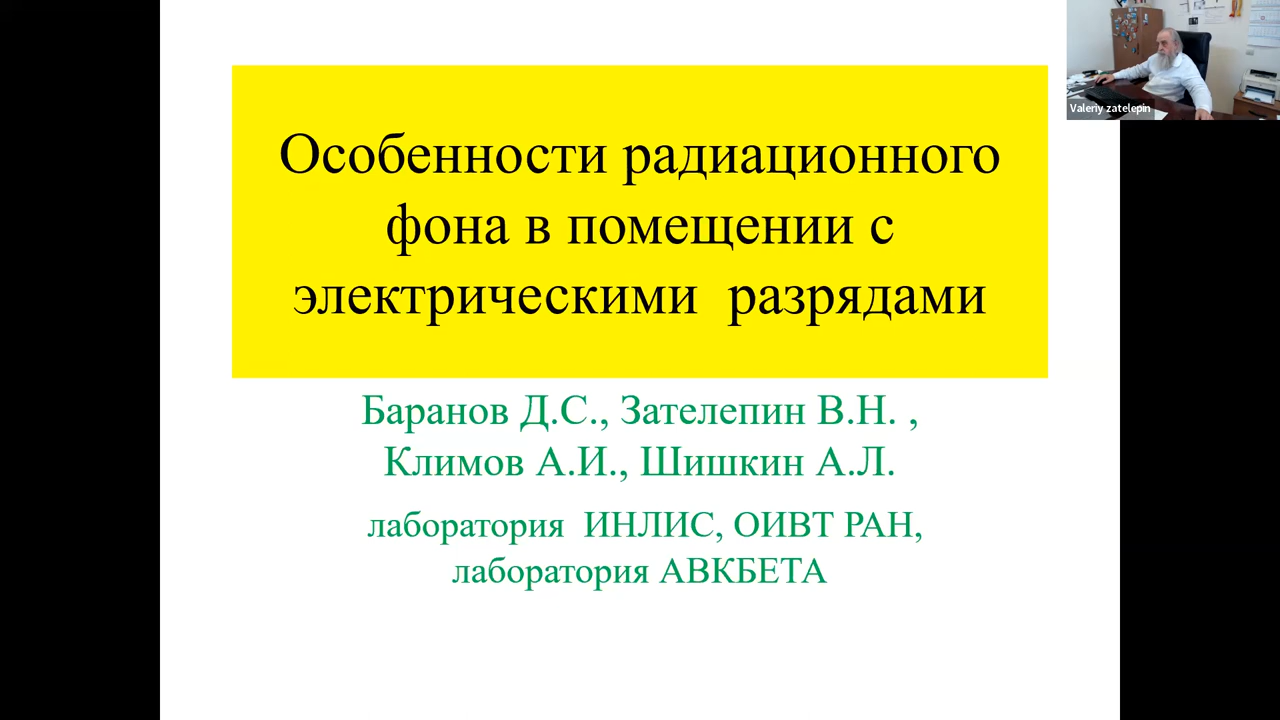 Особенности радиационного
фона в помещении с
электрическими разрядами
Баранов Д.С., Зателепин В.Н. ,
Климов А.И., Шишкин А.Л.
лаборатория ИНЛИС, ОИВТ РАН,
лаборатория АВКБЕТА
Valeriy zatelepin